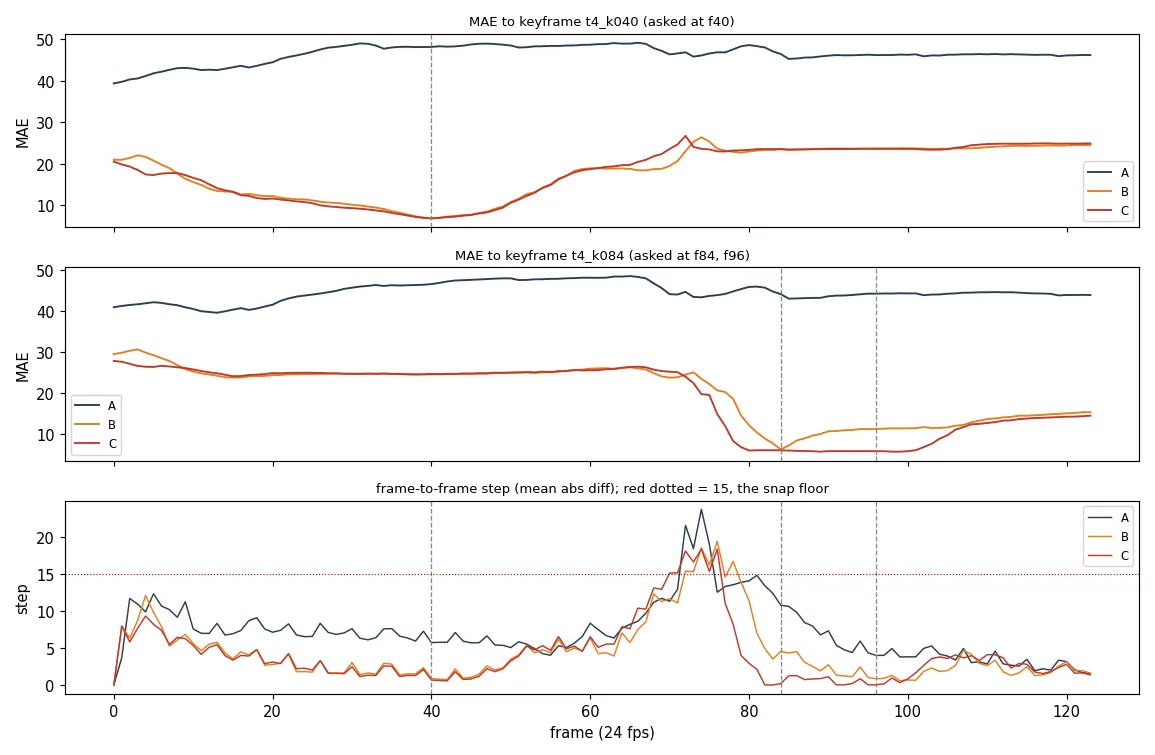 MAE to keyframe t4_k040 (asked at f40)
50
40
30
20
10
MAE
A
B
C
MAE to keyframe t4_k084 (asked at f84, f96)
50
40
30
20
10
MAE
A
B
C
frame-to-frame step (mean abs diff); red dotted = 15, the snap floor
20
15
10
5
0
step
A
B
C
0 20 40 60 80 100 120
frame (24 fps)